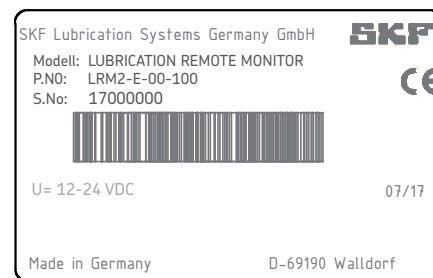 SKF Lubrication Systems Germany GmbH SKF
Modell: LUBRICATION REMOTE MONITOR
P.N0: LRM2-E-00-100 CE
S.No: 17000000
U= 12-24 VDC 07/17
Made in Germany D-69190 Walldorf